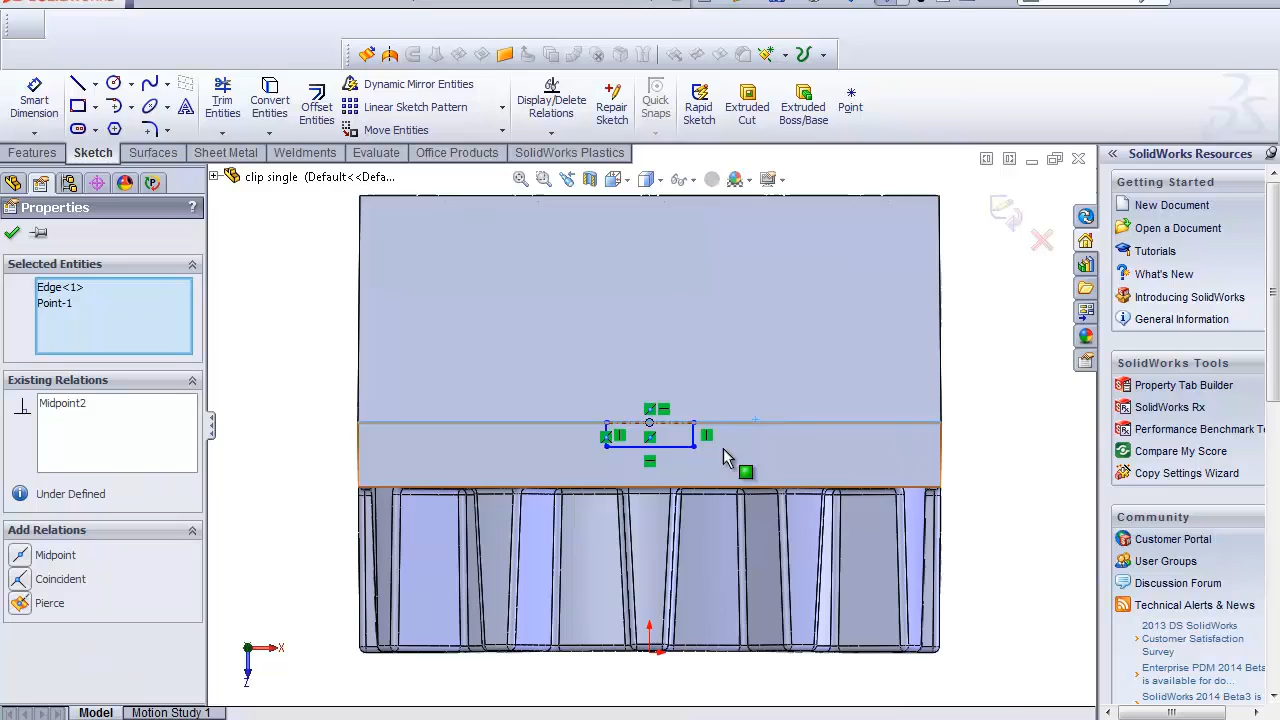 Smart Dimension
Trim Entities
Convert Entities
Offset Entities
Dynamic Mirror Entities
Linear Sketch Pattern
Move Entities
Display/Delete Relations
Repair Sketch
Quick Snaps
Rapid Sketch
Extruded Cut
Extruded Boss/Base
Point
Features
Sketch
Surfaces
Sheet Metal
Weldments
Evaluate
Office Products
SolidWorks Plastics
Properties
?
Selected Entities
Edge<1>
Point-1
Existing Relations
Midpoint2
Under Defined
Add Relations
Midpoint
Coincident
Pierce
clip single (Default<<Defa...
X
Z
Model
Motion Study 1
SolidWorks Resources
Getting Started
New Document
Open a Document
Tutorials
What's New
Introducing SolidWorks
General Information
SolidWorks Tools
Property Tab Builder
SolidWorks Rx
Performance Benchmark Te
Compare My Score
Copy Settings Wizard
Community
Customer Portal
User Groups
Discussion Forum
Technical Alerts & News
2013 DS SolidWorks
Customer Satisfaction
Survey
Enterprise PDM 2014 Beta
is available for do...
SolidWorks 2014 Beta3 is
available for downl...